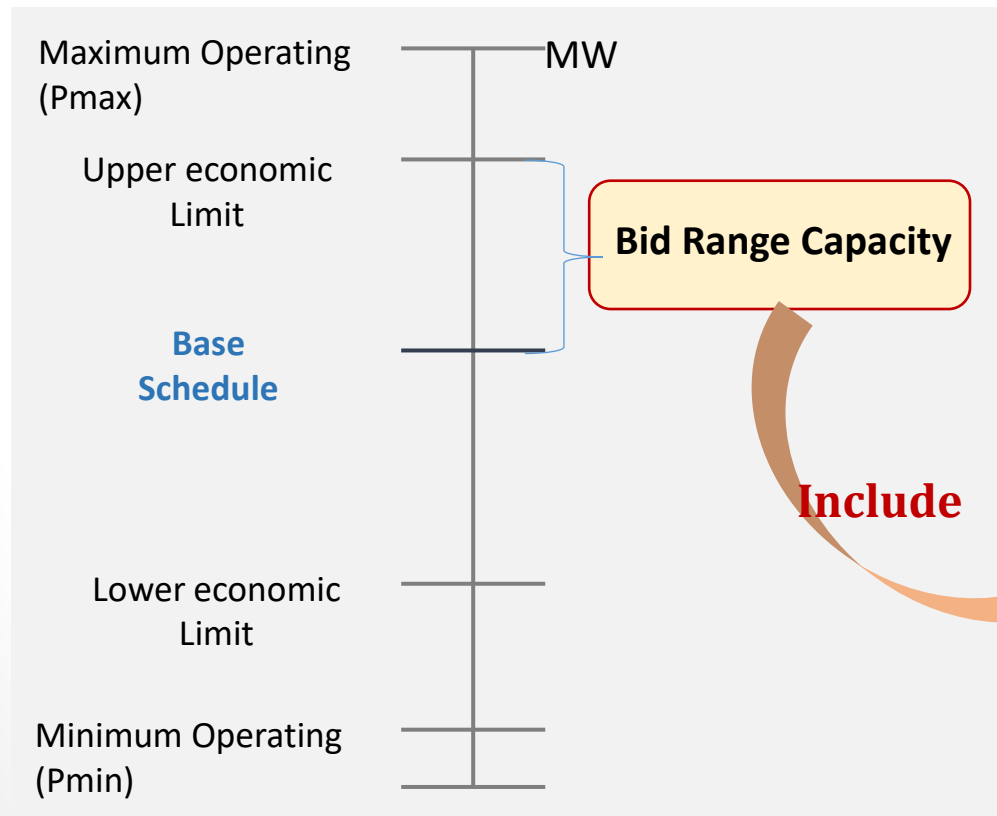 Maximum Operating
(Pmax)
MW
Upper economic
Limit
Bid Range Capacity
Base
Schedule
Include
Lower economic
Limit
Minimum Operating
(Pmin)